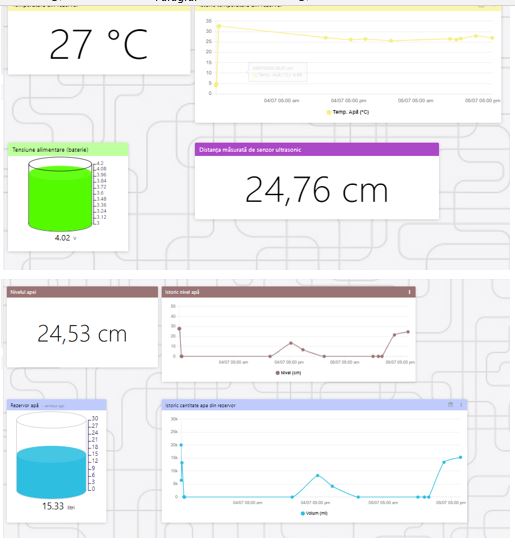 27 °C
35
30
25
20
15
10
5
0
04/07 05:00 am
04/07 05:00 pm
05/07 05:00 am
05/07 05:00 pm
Temp. Apă (°C)
Tensiune alimentare (baterie)
4.2
4.08
3.96
3.84
3.72
3.6
3.48
3.36
3.24
3.12
3
4.02 V
Distanța măsurată de senzor ultrasonic
24,76 cm
Nivelul apei
24,53 cm
Istoric nivel apă
50
40
30
20
10
0
04/07 05:00 am
04/07 05:00 pm
05/07 05:00 am
05/07 05:00 pm
Nivel (cm)
Rezervor apă
30
27
24
21
18
15
12
9
6
3
0
15.33 litri
Istoric cantitate apa din rezervor
30k
25k
20k
15k
10k
5k
0
04/07 05:00 am
04/07 05:00 pm
05/07 05:00 am
05/07 05:00 pm
Volum (ml)